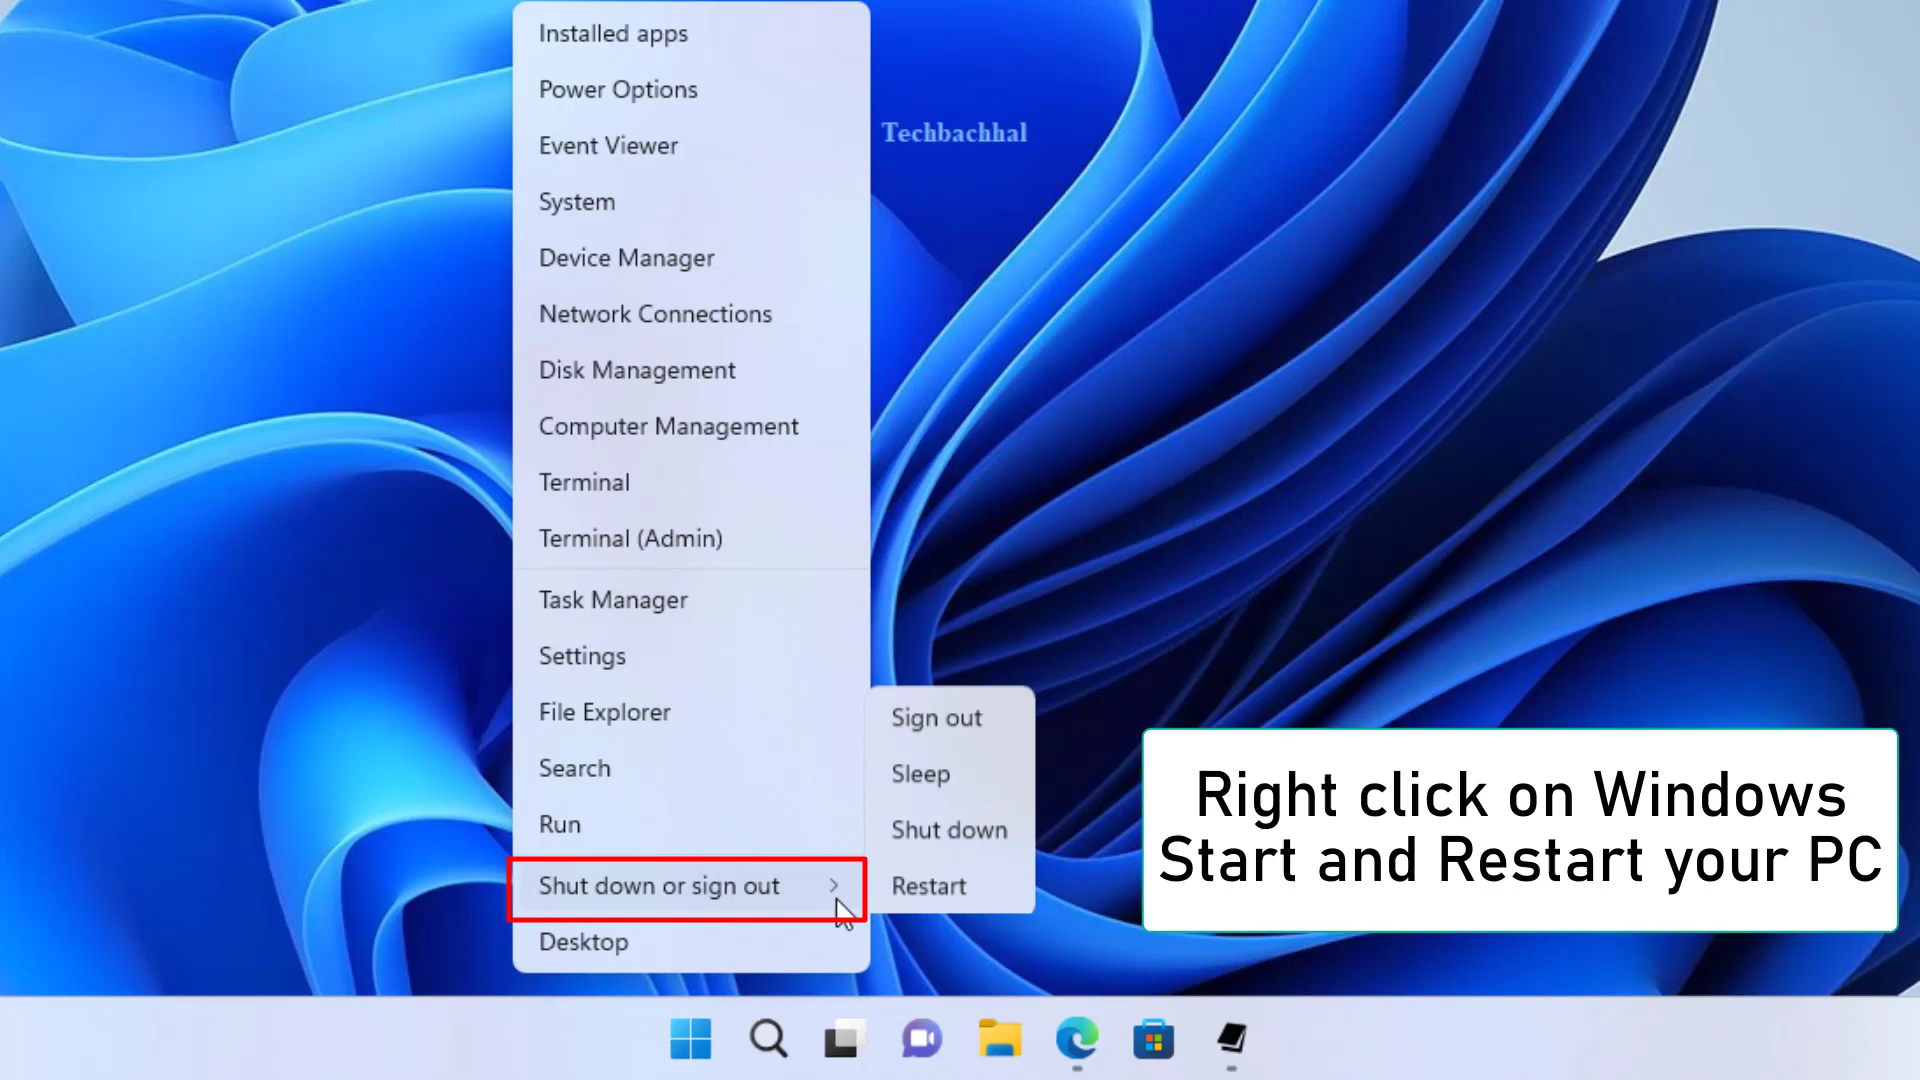 Installed apps
Power Options
Techbachhal
Event Viewer
System
Device Manager
Network Connections
Disk Management
Computer Management
Terminal
Terminal (Admin)
Task Manager
Settings
File Explorer
Search
Run
Shut down or sign out
Desktop
Sign out
Sleep
Shut down
Restart
Right click on Windows
Start and Restart your PC